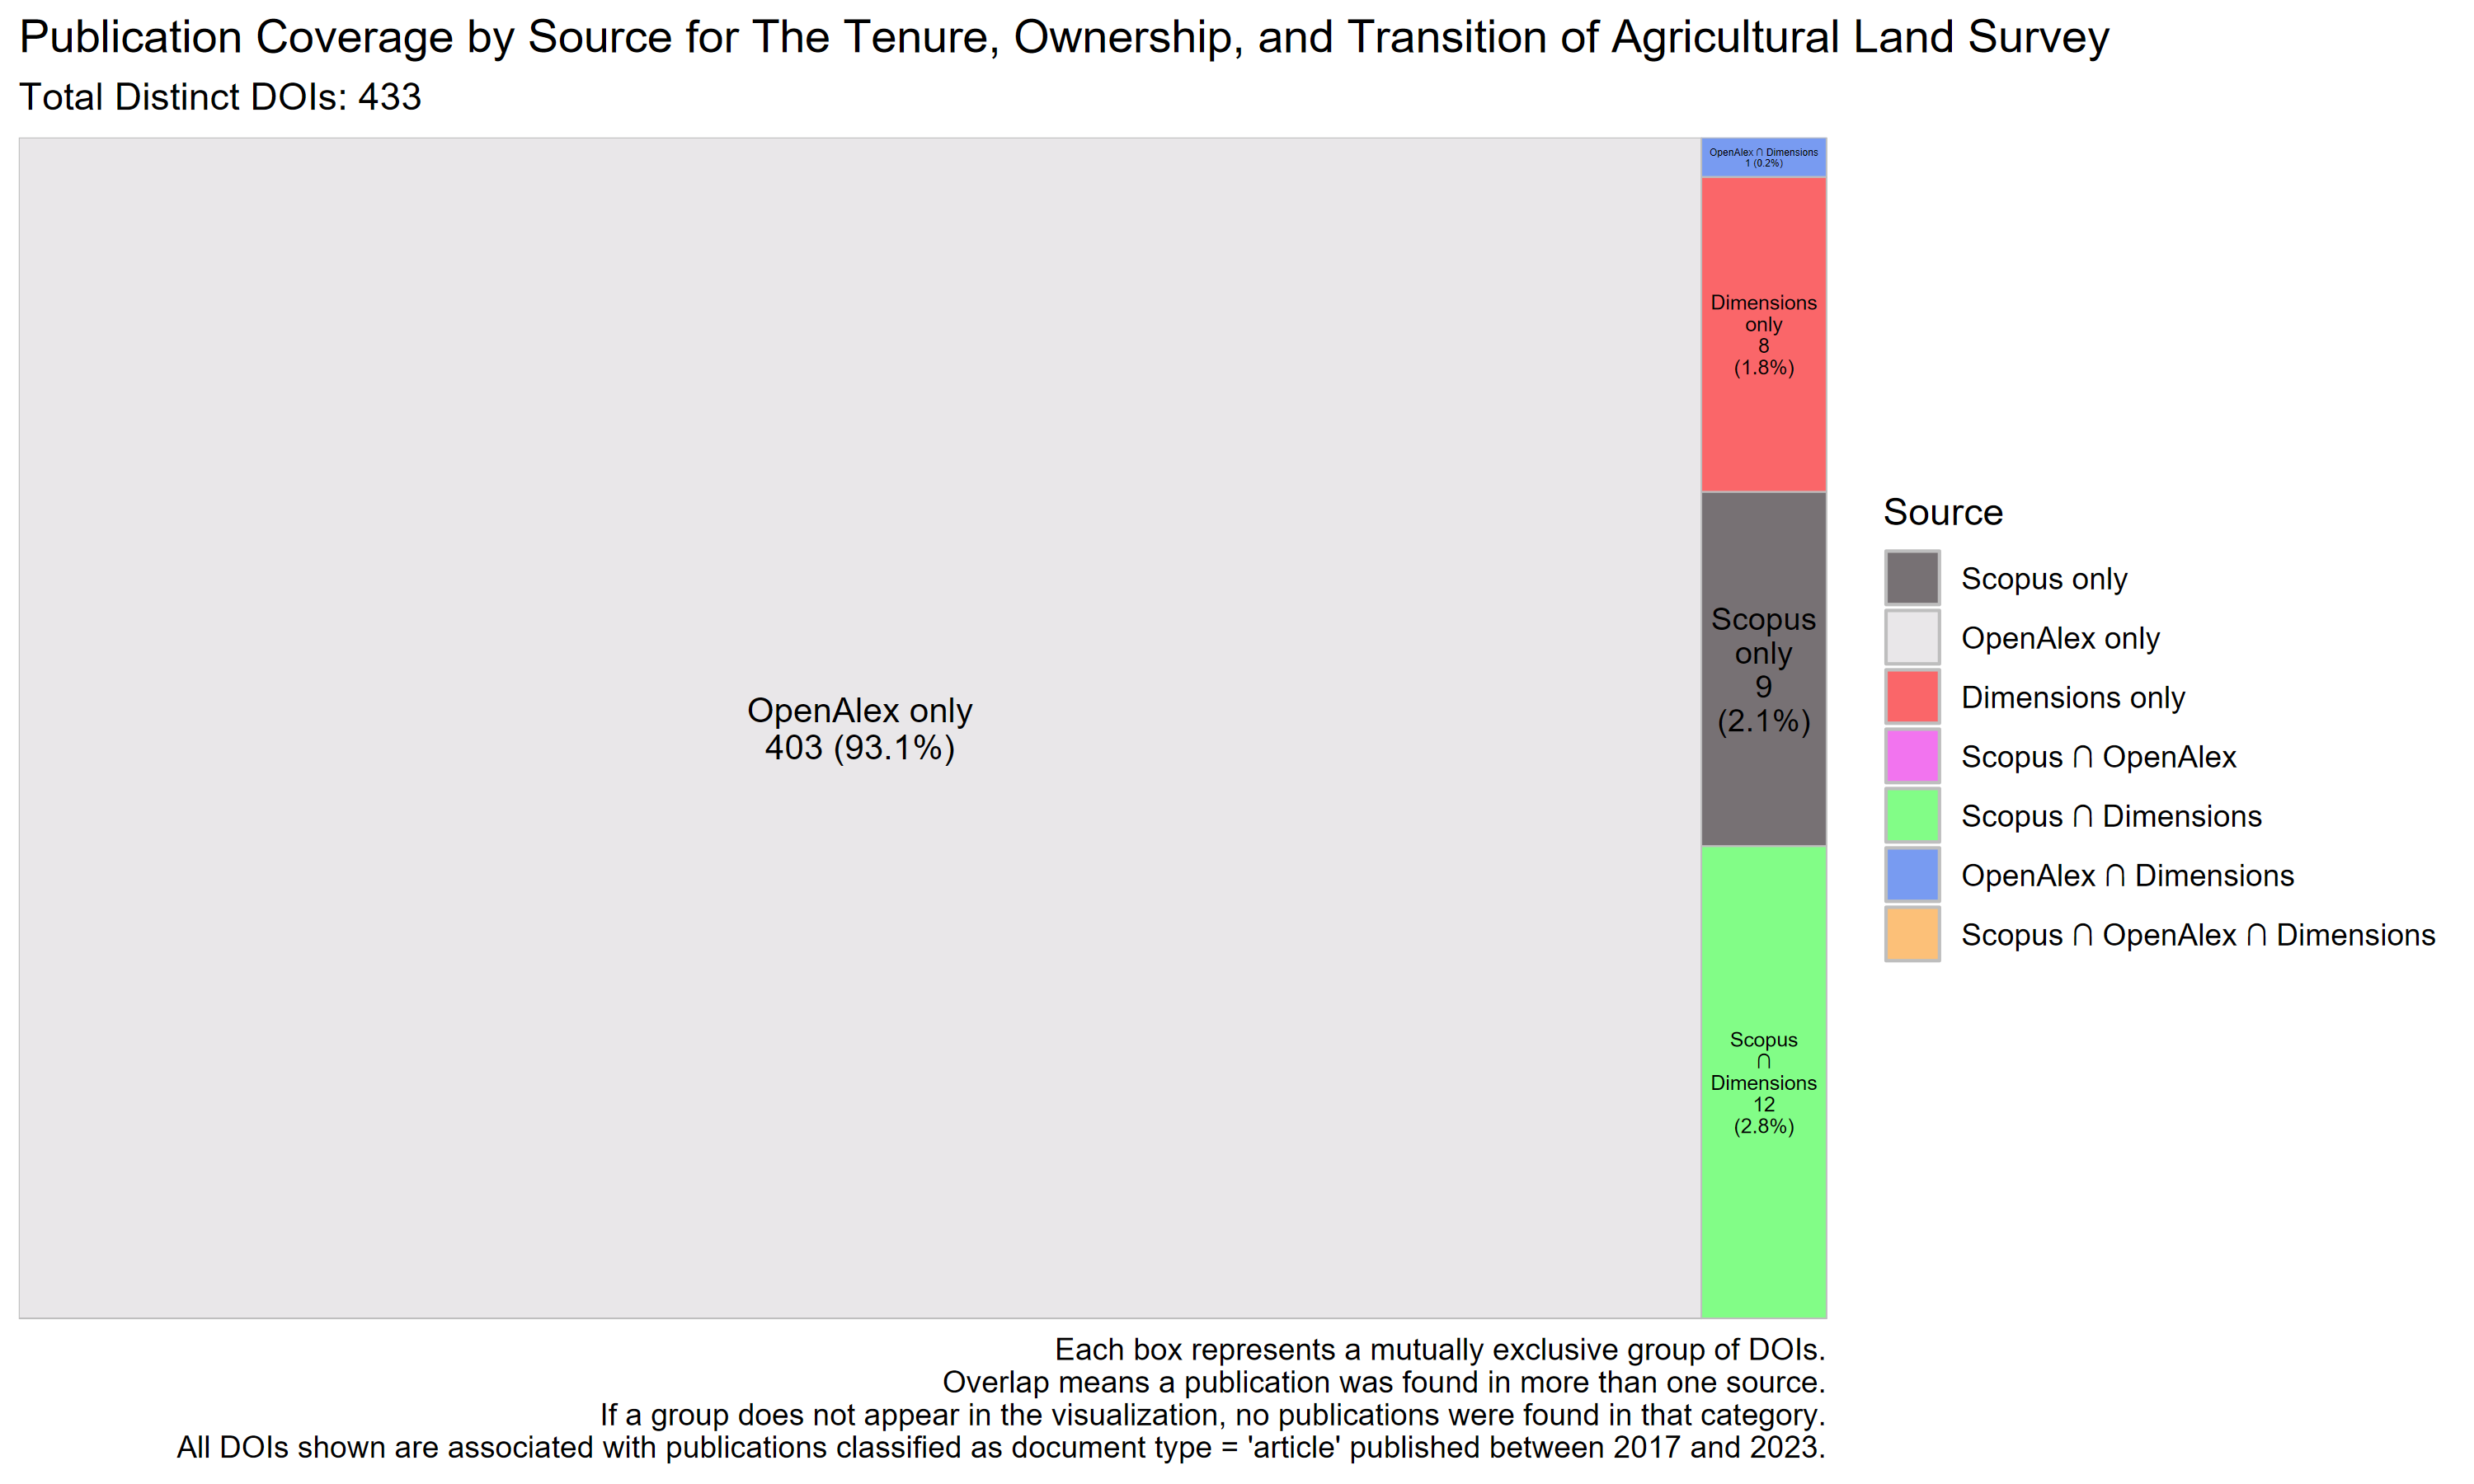 Publication Coverage by Source for The Tenure, Ownership, and Transition of Agricultural Land Survey
Total Distinct DOIs: 433
OpenAlex only
403 (93.1%)
OpenAlex ∩ Dimensions
1 (0.2%)
Dimensions
only
8
(1.8%)
Scopus
only
9
(2.1%)
Scopus
∩
Dimensions
12
(2.8%)
Source
Scopus only
OpenAlex only
Dimensions only
Scopus ∩ OpenAlex
Scopus ∩ Dimensions
OpenAlex ∩ Dimensions
Scopus ∩ OpenAlex ∩ Dimensions
Each box represents a mutually exclusive group of DOIs.
Overlap means a publication was found in more than one source.
If a group does not appear in the visualization, no publications were found in that category.
All DOIs shown are associated with publications classified as document type = 'article' published between 2017 and 2023.